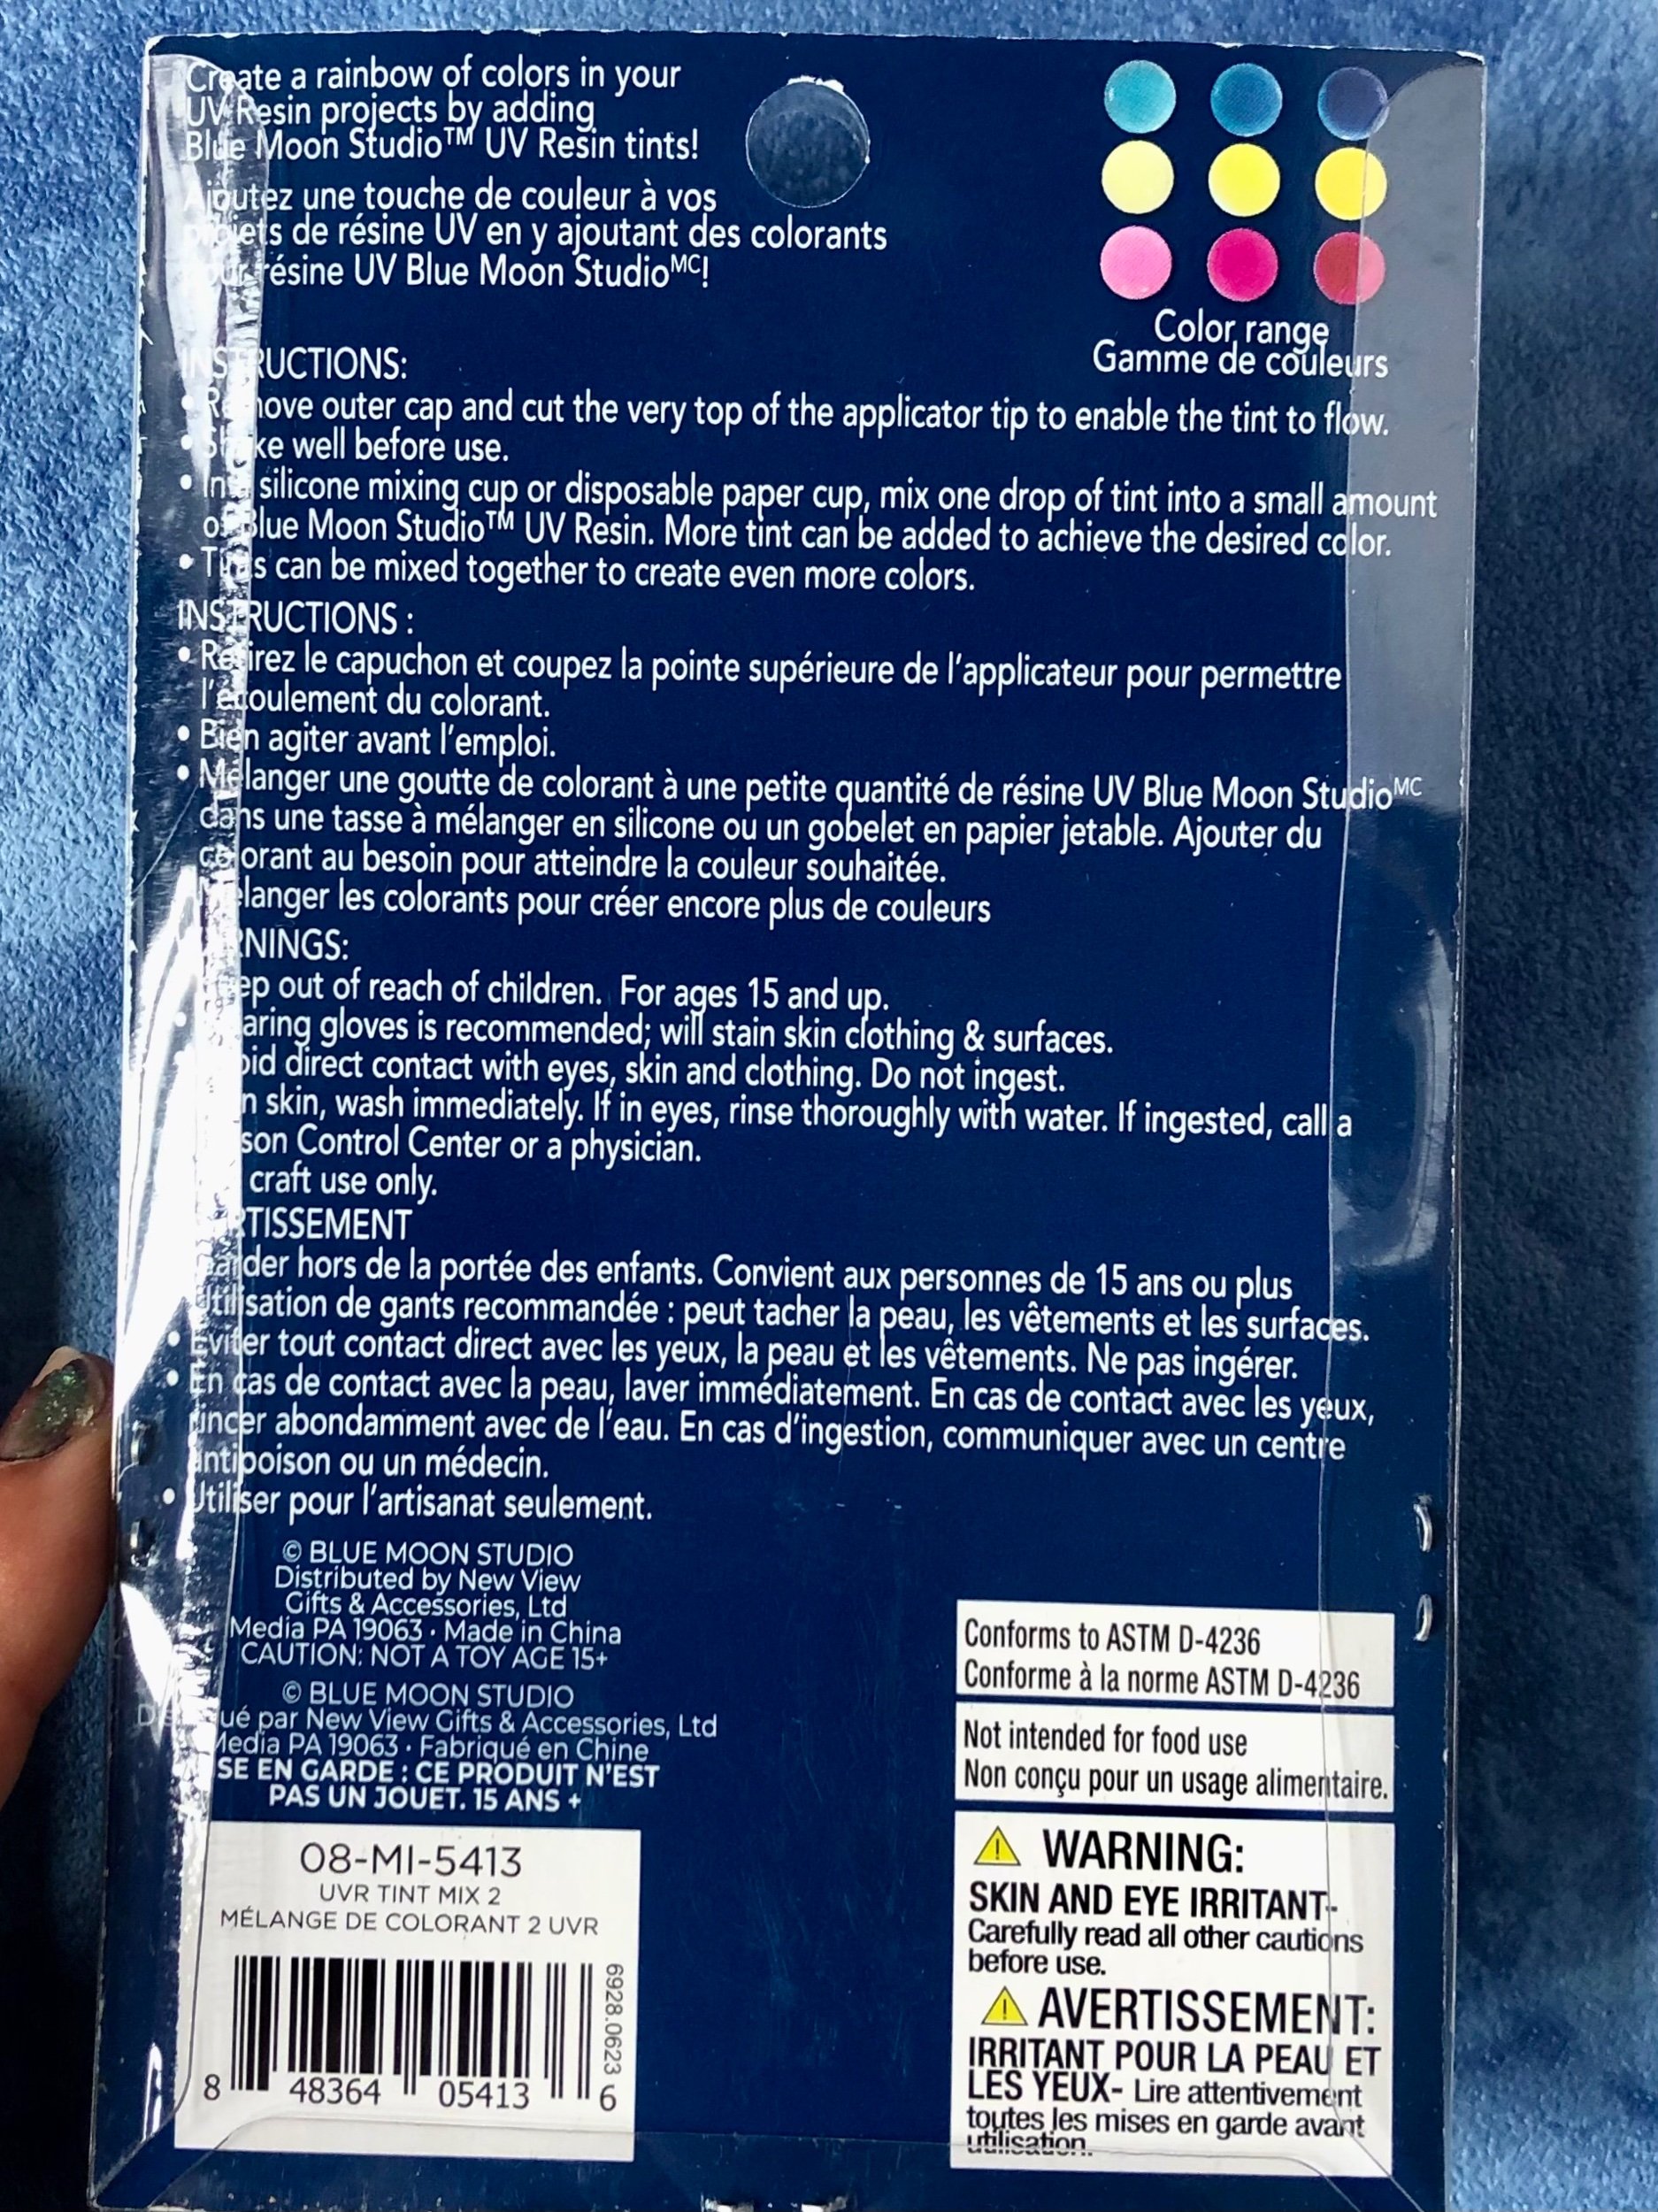 Create a rainbow of colors in your
UV Resin projects by adding
Blue Moon Studio™ UV Resin tints!
Ajoutez une touche de couleur à vos
projets de résine UV en y ajoutant des colorants
pour résine UV Blue Moon Studioᴹᶜ!
Color range
Gamme de couleurs
INSTRUCTIONS:
• Remove outer cap and cut the very top of the applicator tip to enable the tint to flow.
• Shake well before use.
• In a silicone mixing cup or disposable paper cup, mix one drop of tint into a small amount
of Blue Moon Studio™ UV Resin. More tint can be added to achieve the desired color.
• Tints can be mixed together to create even more colors.
INSTRUCTIONS :
• Retirez le capuchon et coupez la pointe supérieure de l'applicateur pour permettre
l'écoulement du colorant.
• Bien agiter avant l'emploi.
• Mélanger une goutte de colorant à une petite quantité de résine UV Blue Moon Studioᴹᶜ
dans une tasse à mélanger en silicone ou un gobelet en papier jetable. Ajouter du
colorant au besoin pour atteindre la couleur souhaitée.
Mélanger les colorants pour créer encore plus de couleurs
RNINGS:
ep out of reach of children. For ages 15 and up.
• aring gloves is recommended; will stain skin clothing & surfaces.
oid direct contact with eyes, skin and clothing. Do not ingest.
n skin, wash immediately. If in eyes, rinse thoroughly with water. If ingested, call a
son Control Center or a physician.
craft use only.
RTISSEMENT
Garder hors de la portée des enfants. Convient aux personnes de 15 ans ou plus
Utilisation de gants recommandée : peut tacher la peau, les vêtements et les surfaces.
• Éviter tout contact direct avec les yeux, la peau et les vêtements. Ne pas ingérer.
• En cas de contact avec la peau, laver immédiatement. En cas de contact avec les yeux,
rincer abondamment avec de l'eau. En cas d'ingestion, communiquer avec un centre
antipoison ou un médecin.
• Utiliser pour l'artisanat seulement.
© BLUE MOON STUDIO
Distributed by New View
Gifts & Accessories, Ltd
Media PA 19063 • Made in China
CAUTION: NOT A TOY AGE 15+
© BLUE MOON STUDIO
ué par New View Gifts & Accessories, Ltd
Media PA 19063 • Fabriqué en Chine
SE EN GARDE : CE PRODUIT N'EST
PAS UN JOUET. 15 ANS +
08-MI-5413
UVR TINT MIX 2
MÉLANGE DE COLORANT 2 UVR
6928.0623
8 48364 05413 6
Conforms to ASTM D-4236
Conforme à la norme ASTM D-4236
Not intended for food use
Non conçu pour un usage alimentaire.
WARNING:
SKIN AND EYE IRRITANT-
Carefully read all other cautions
before use.
AVERTISSEMENT:
IRRITANT POUR LA PEAU ET
LES YEUX- Lire attentivement
toutes les mises en garde avant
utilisation.